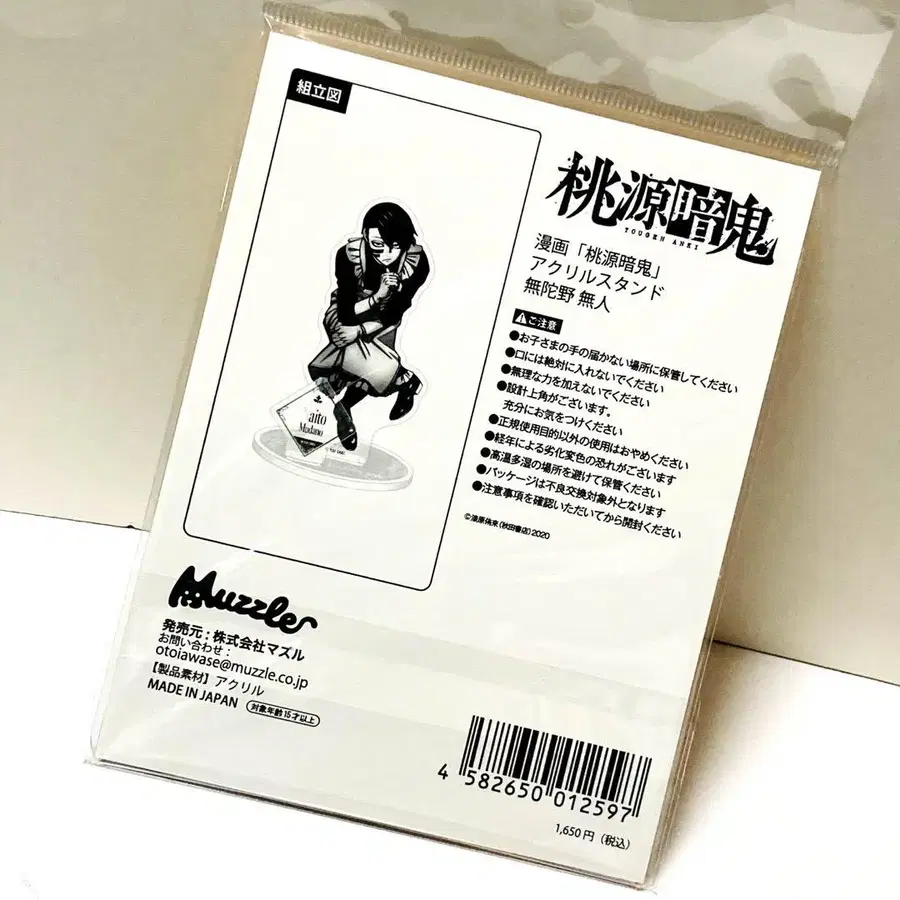 組立図
桃源暗鬼
TOUGEN ANKI
漫画「桃源暗鬼」
アクリルスタンド
無陀野 無人
ご注意
●お子さまの手の届かない場所に保管してください
●口には絶対に入れないでください
●無理な力を加えないでください
●設計上角がございます。
充分にお気をつけください
●正規使用目的以外の使用はおやめください
●経年による劣化変色の恐れがございます
●高温多湿の場所を避けて保管ください
●パッケージは不良交換対象外となります
●注意事項を確認いただいてから開封ください
©漆原侑来(秋田書店)2020
aito
Madano
Muzzle
発売元：株式会社マズル
お問い合わせ：
otoiawase@muzzle.co.jp
【製品素材】アクリル
MADE IN JAPAN 対象年齢15才以上
4 582650 012597
1,650円（税込）